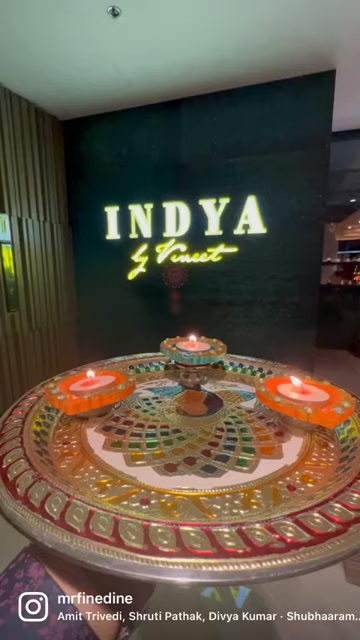 INDYA
by Vineet
mrfinedine
Amit Trivedi, Shruti Pathak, Divya Kumar · Shubhaaram...